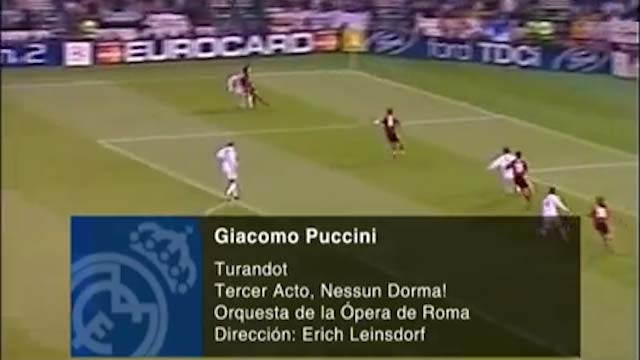 m.2
EUROCARD
ford TDCi
Giacomo Puccini
Turandot
Tercer Acto, Nessun Dorma!
Orquesta de la Ópera de Roma
Dirección: Erich Leinsdorf